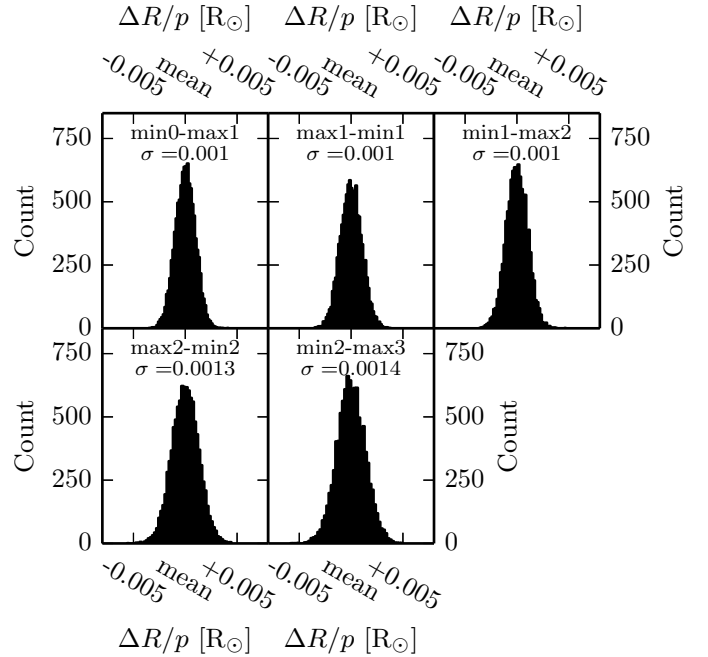 ΔR/p [R⊙] ΔR/p [R⊙] ΔR/p [R⊙]
-0.005 mean +0.005 -0.005 mean +0.005 -0.005 mean +0.005
min0-max1 max1-min1 min1-max2
σ =0.001 σ =0.001 σ =0.001
750 750
500 500
250 250
0 0
Count Count
max2-min2 min2-max3
σ =0.0013 σ =0.0014
750 750
500 500
250 250
0 0
Count Count
-0.005 mean +0.005 -0.005 mean +0.005
ΔR/p [R⊙] ΔR/p [R⊙]